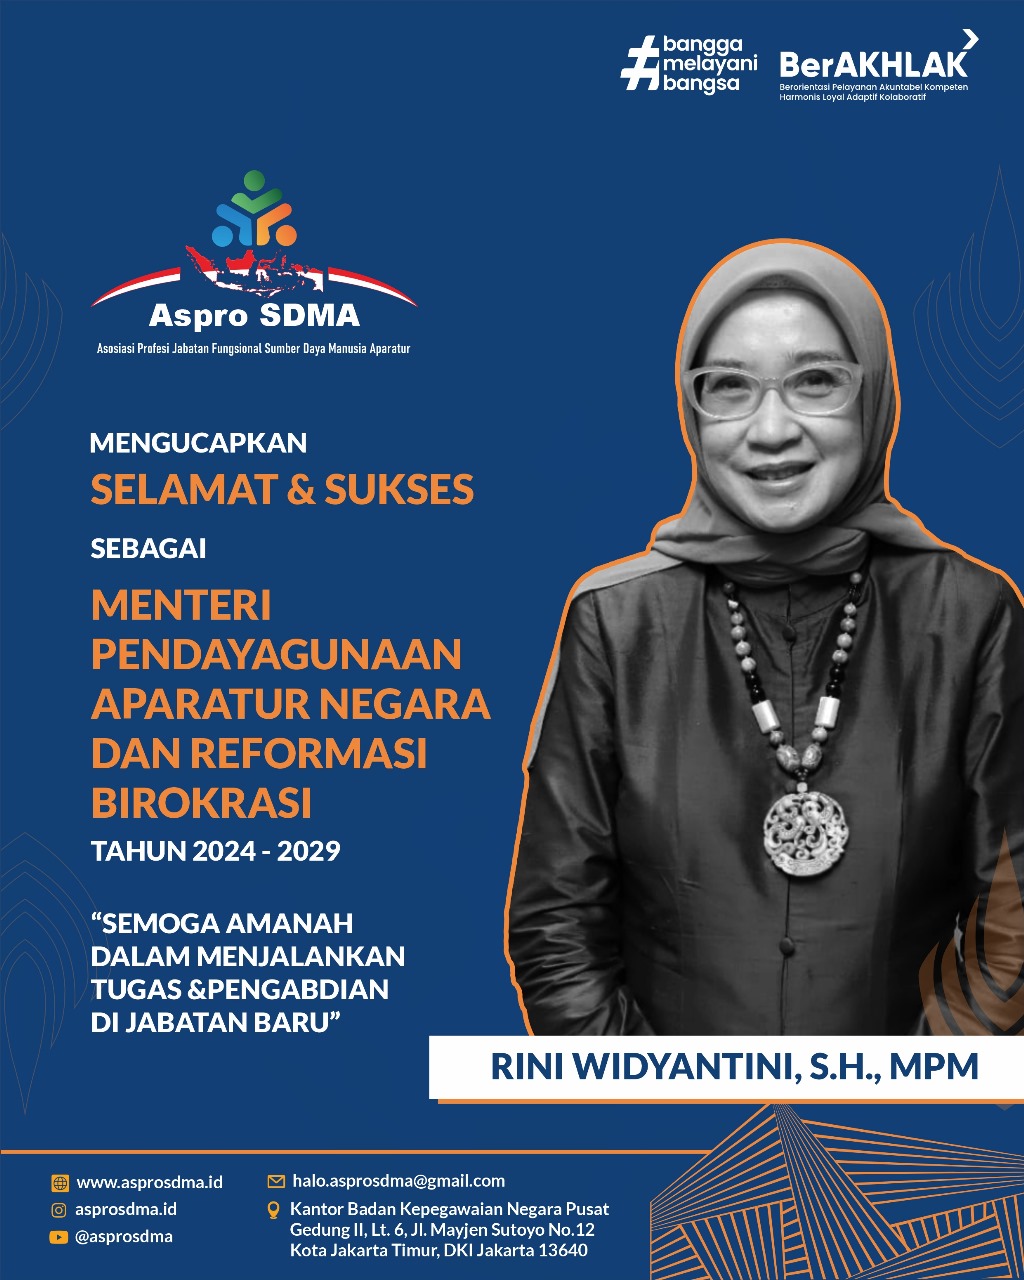 #bangga
melayani
bangsa
BerAKHLAK
Berorientasi Pelayanan Akuntabel Kompeten
Harmonis Loyal Adaptif Kolaboratif
Aspro SDMA
Asosiasi Profesi Jabatan Fungsional Sumber Daya Manusia Aparatur
MENGUCAPKAN
SELAMAT & SUKSES
SEBAGAI
MENTERI
PENDAYAGUNAAN
APARATUR NEGARA
DAN REFORMASI
BIROKRASI
TAHUN 2024 - 2029
“SEMOGA AMANAH
DALAM MENJALANKAN
TUGAS &PENGABDIAN
DI JABATAN BARU”
RINI WIDYANTINI, S.H., MPM
www.asprosdma.id
asprosdma.id
@asprosdma
halo.asprosdma@gmail.com
Kantor Badan Kepegawaian Negara Pusat
Gedung II, Lt. 6, Jl. Mayjen Sutoyo No.12
Kota Jakarta Timur, DKI Jakarta 13640